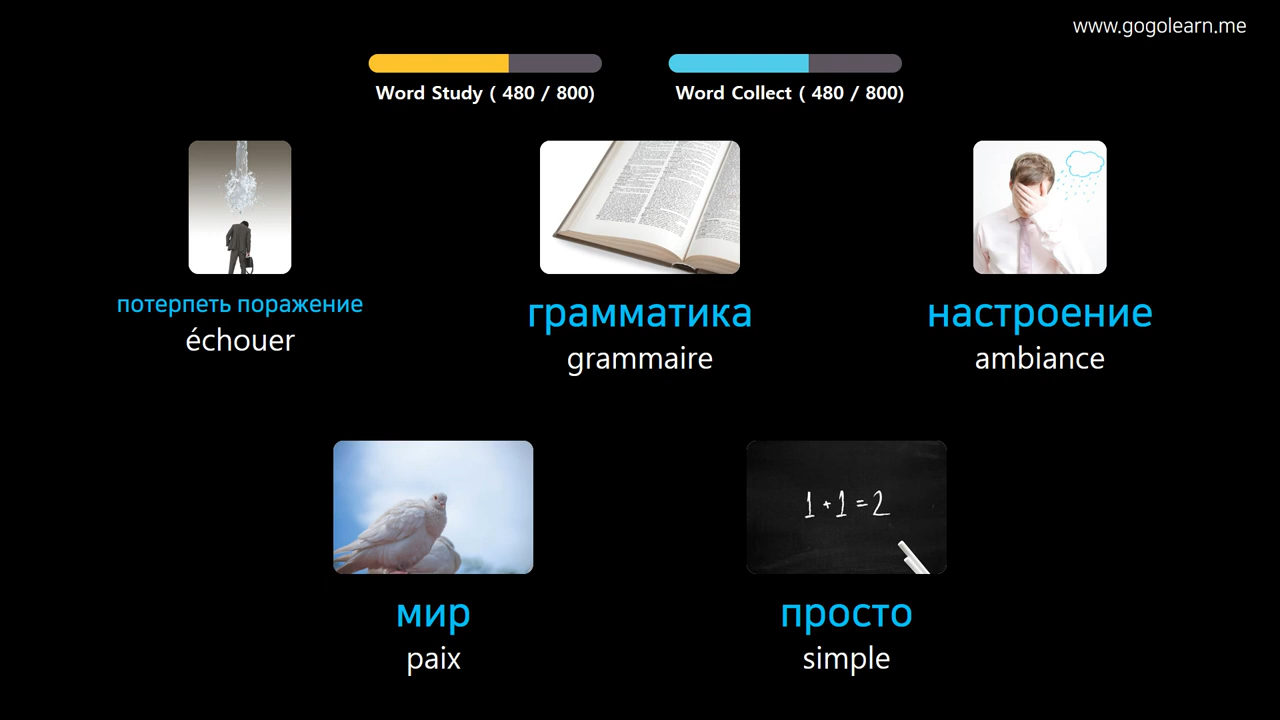 www.gogolearn.me
Word Study ( 480 / 800)
Word Collect ( 480 / 800)
потерпеть поражение
échouer
грамматика
grammaire
настроение
ambiance
1+1=2
мир
paix
просто
simple